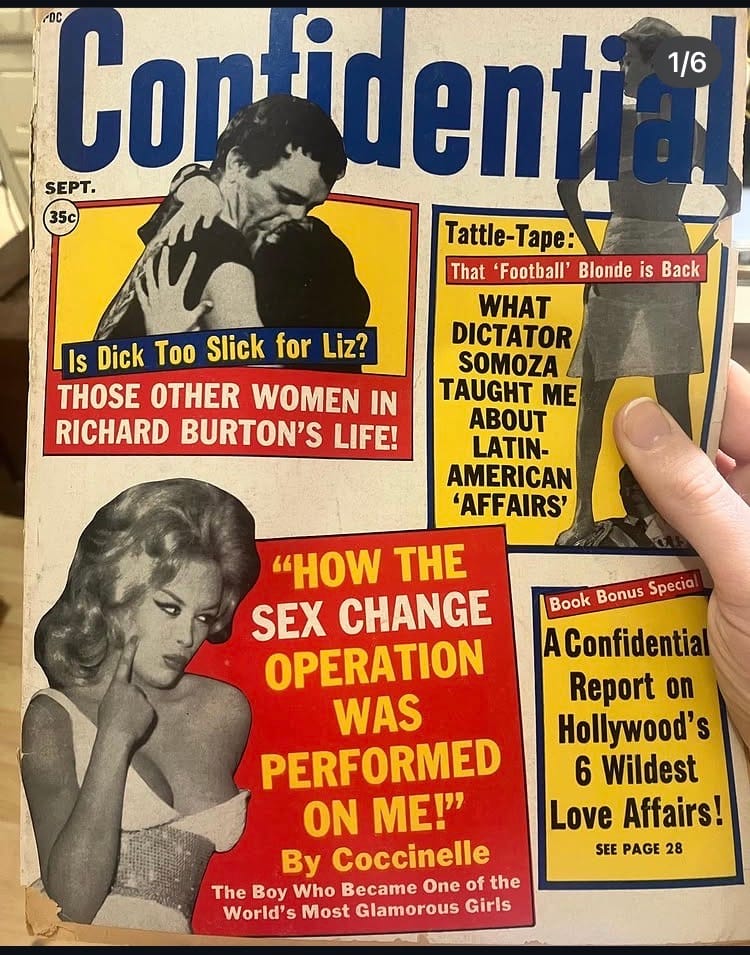 PDC
Confidential
1/6
SEPT.
35c
Is Dick Too Slick for Liz?
THOSE OTHER WOMEN IN
RICHARD BURTON'S LIFE!
Tattle-Tape:
That 'Football' Blonde is Back
WHAT
DICTATOR
SOMOZA
TAUGHT ME
ABOUT
LATIN-
AMERICAN
'AFFAIRS'
"HOW THE
SEX CHANGE
OPERATION
WAS
PERFORMED
ON ME!"
By Coccinelle
The Boy Who Became One of the
World's Most Glamorous Girls
Book Bonus Special
A Confidential
Report on
Hollywood's
6 Wildest
Love Affairs!
SEE PAGE 28